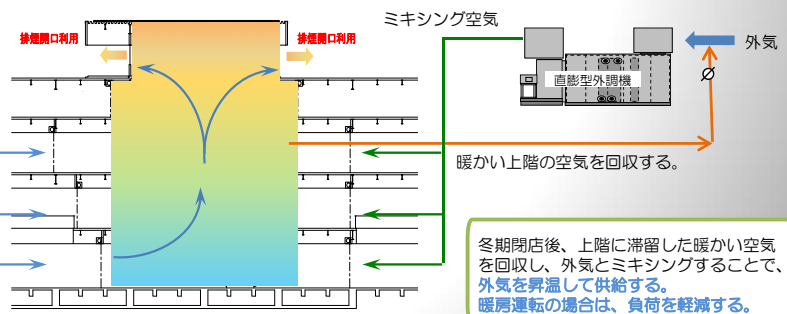 ミキシング空気
排煙開口利用
排煙開口利用
外気
直膨型外調機
暖かい上階の空気を回収する。
冬期閉店後、上階に滞留した暖かい空気
を回収し、外気とミキシングすることで、
外気を昇温して供給する。
暖房運転の場合は、負荷を軽減する。